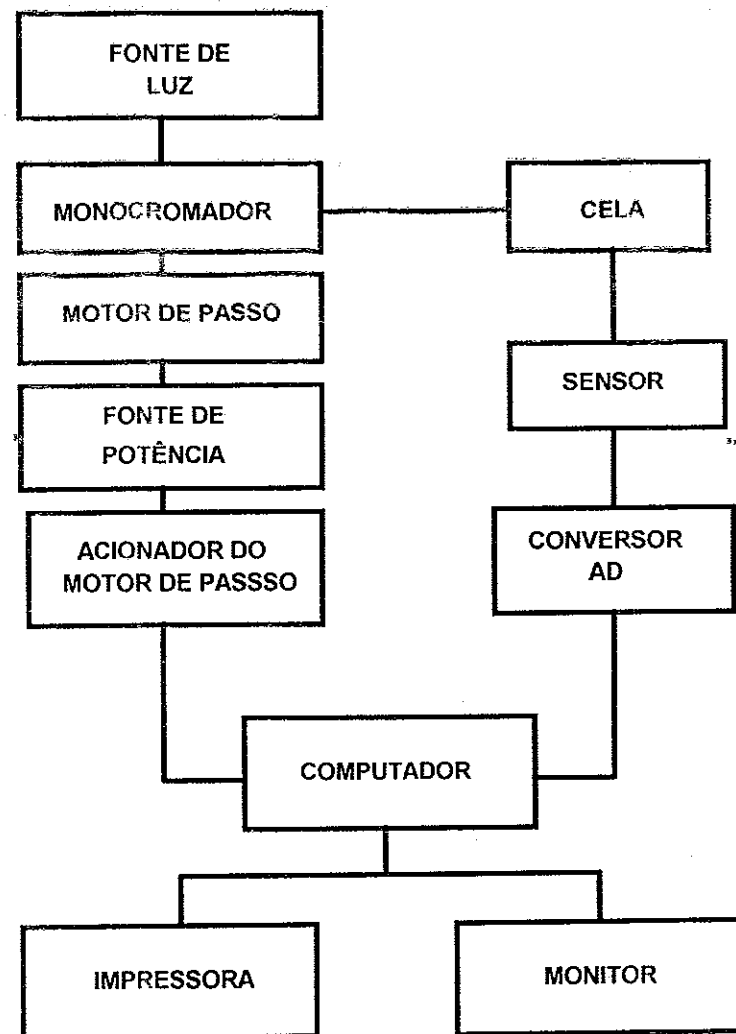 FONTE DE
LUZ
MONOCROMADOR
CELA
MOTOR DE PASSO
SENSOR
FONTE DE
POTÊNCIA
ACIONADOR DO
MOTOR DE PASSSO
CONVERSOR
AD
COMPUTADOR
IMPRESSORA
MONITOR